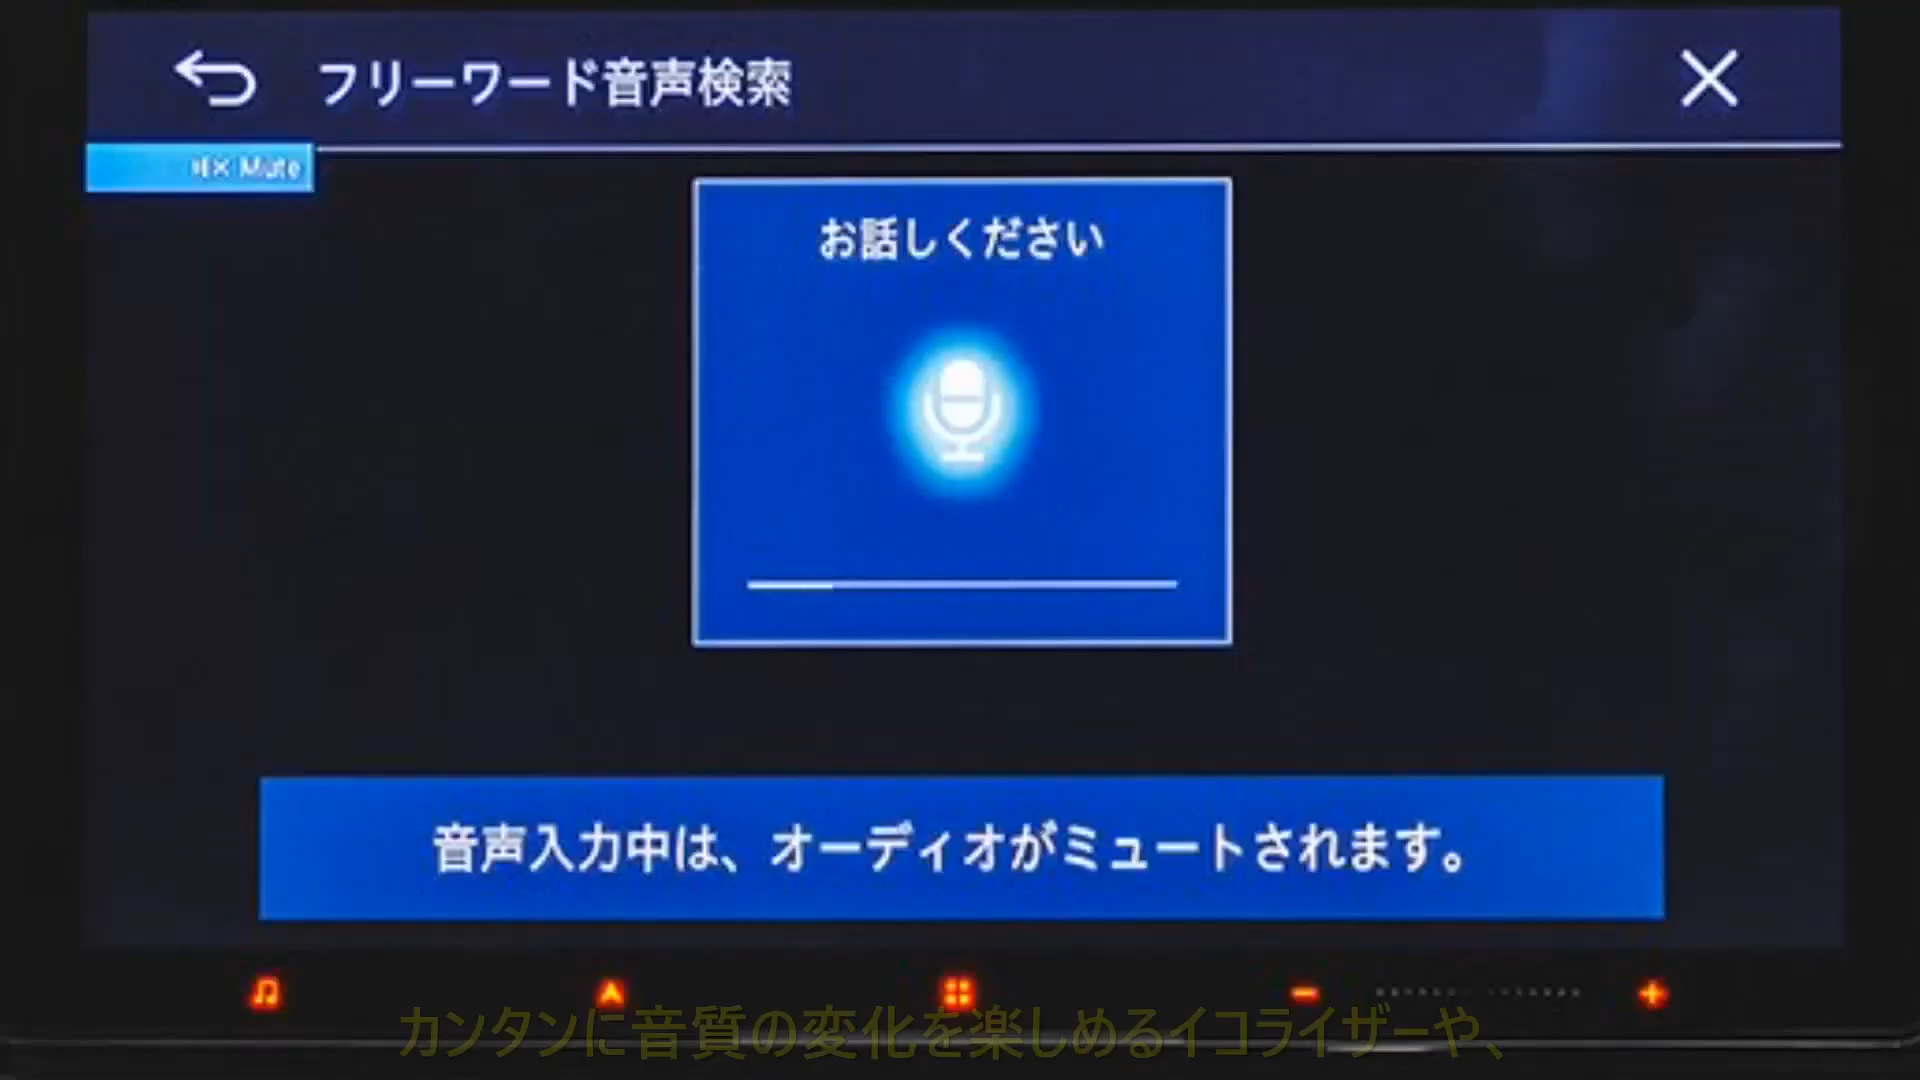 フリーワード音声検索
Mute
お話しください
音声入力中は、オーディオがミュートされます。
カンタンに音質の変化を楽しめるイコライザーや、